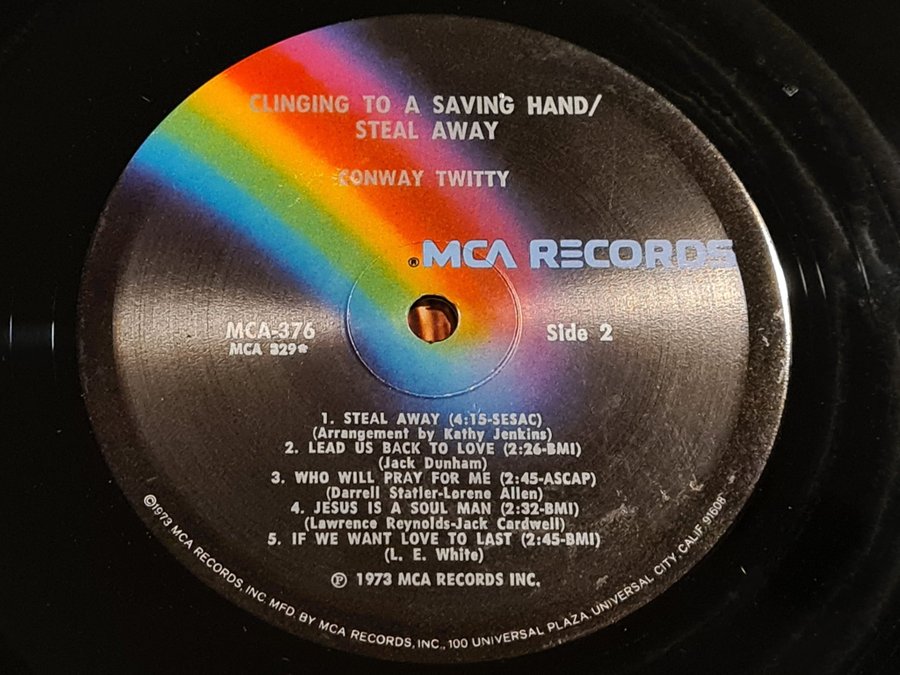 CLINGING TO A SAVING HAND/
STEAL AWAY
CONWAY TWITTY
® MCA RECORDS
MCA-376
MCA 329*
Side 2
1. STEAL AWAY (4:15-SESAC)
(Arrangement by Kathy Jenkins)
2. LEAD US BACK TO LOVE (2:26-BMI)
(Jack Dunham)
3. WHO WILL PRAY FOR ME (2:45-ASCAP)
(Darrell Statler-Lorene Allen)
4. JESUS IS A SOUL MAN (2:32-BMI)
(Lawrence Reynolds-Jack Cardwell)
5. IF WE WANT LOVE TO LAST (2:45-BMI)
(L. E. White)
℗ 1973 MCA RECORDS INC.
©1973 MCA RECORDS, INC. MFD. BY MCA RECORDS, INC., 100 UNIVERSAL PLAZA, UNIVERSAL CITY, CALIF. 91608